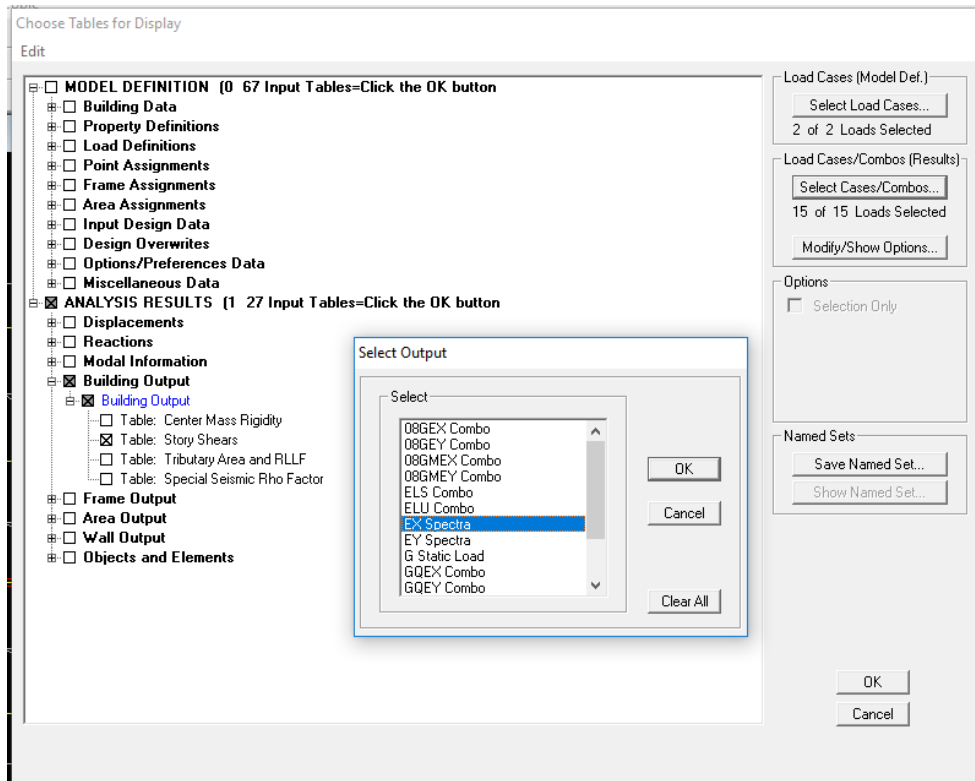 Choose Tables for Display
Edit
MODEL DEFINITION (0 67 Input Tables=Click the OK button
Building Data
Property Definitions
Load Definitions
Point Assignments
Frame Assignments
Area Assignments
Input Design Data
Design Overwrites
Options/Preferences Data
Miscellaneous Data
ANALYSIS RESULTS (1 27 Input Tables=Click the OK button
Displacements
Reactions
Modal Information
Building Output
Building Output
Table: Center Mass Rigidity
Table: Story Shears
Table: Tributary Area and RLLF
Table: Special Seismic Rho Factor
Frame Output
Area Output
Wall Output
Objects and Elements
Select Output
Select
08GEX Combo
08GEY Combo
08GMEX Combo
08GMEY Combo
ELS Combo
ELU Combo
EX Spectra
EY Spectra
G Static Load
GQEX Combo
GQEY Combo
OK
Cancel
Clear All
Load Cases (Model Def.)
Select Load Cases...
2 of 2 Loads Selected
Load Cases/Combos (Results)
Select Cases/Combos...
15 of 15 Loads Selected
Modify/Show Options...
Options
Selection Only
Named Sets
Save Named Set...
Show Named Set...
OK
Cancel